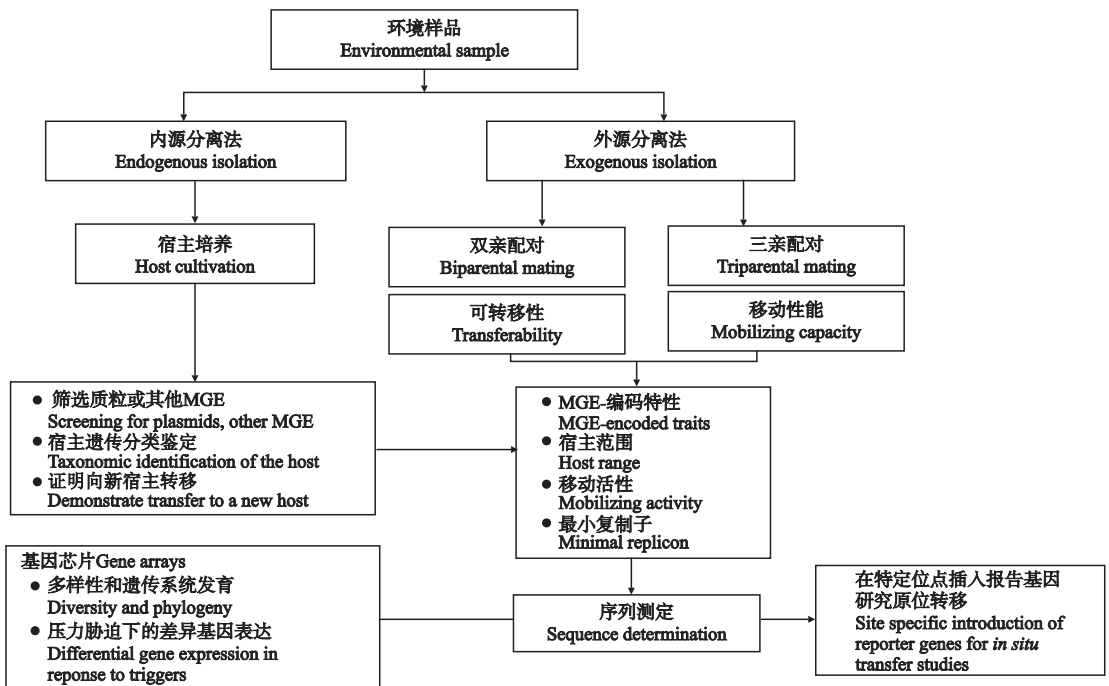 环境样品
Environmental sample
内源分离法
Endogenous isolation
外源分离法
Exogenous isolation
宿主培养
Host cultivation
双亲配对
Biparental mating
三亲配对
Triparental mating
可转移性
Transferability
移动性能
Mobilizing capacity
● 筛选质粒或其他MGE
Screening for plasmids, other MGE
● 宿主遗传分类鉴定
Taxonomic identification of the host
● 证明向新宿主转移
Demonstrate transfer to a new host
● MGE-编码特性
MGE-encoded traits
● 宿主范围
Host range
● 移动活性
Mobilizing activity
● 最小复制子
Minimal replicon
基因芯片Gene arrays
● 多样性和遗传系统发育
Diversity and phylogeny
● 压力胁迫下的差异基因表达
Differential gene expression in
reponse to triggers
序列测定
Sequence determination
在特定位点插入报告基因
研究原位转移
Site specific introduction of
reporter genes for in situ
transfer studies